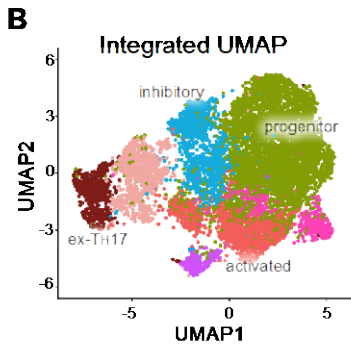 B
Integrated UMAP
UMAP2
6
3
0
-3
-6
inhibitory
progenitor
ex-TH17
activated
-5
0
5
UMAP1